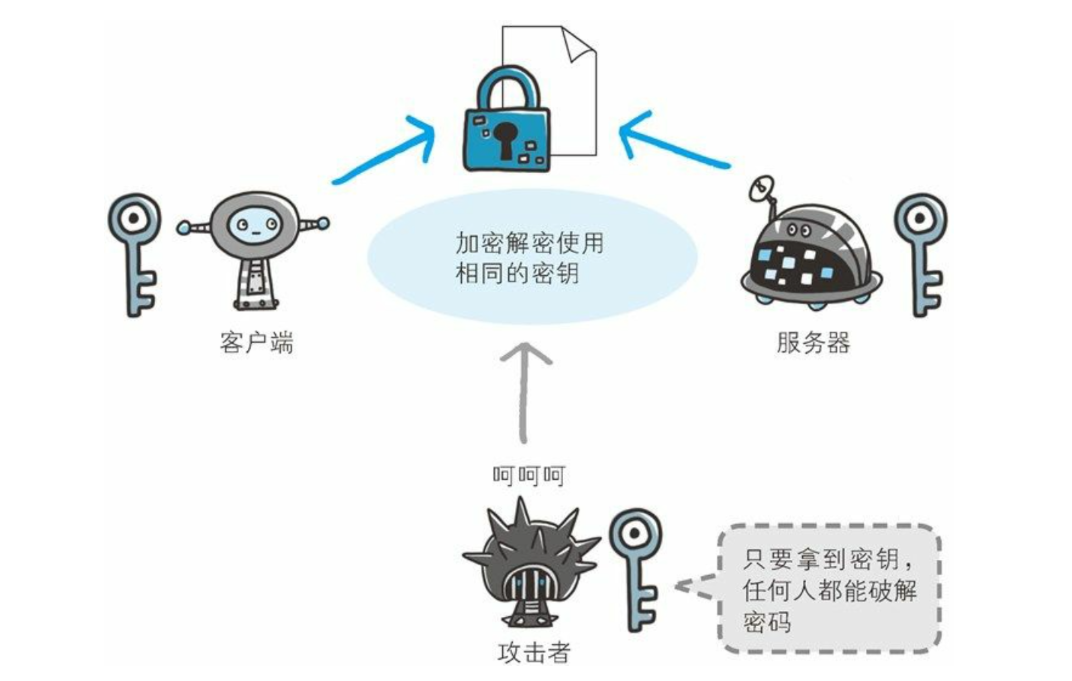 加密解密使用
相同的密钥
客户端
服务器
呵呵呵
只要拿到密钥，
任何人都能破解
密码
攻击者